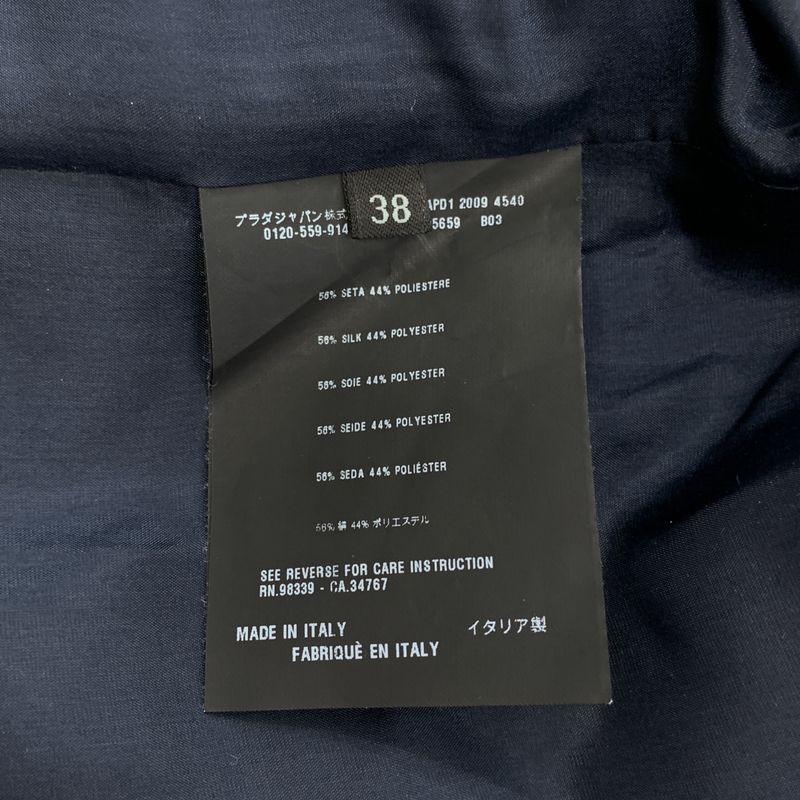 プラダジャパン株式
38
APD1 2009 4540
0120-559-914
5659 B03
56% SETA 44% POLIESTERE
56% SILK 44% POLYESTER
56% SOIE 44% POLYESTER
56% SEIDE 44% POLYESTER
56% SEDA 44% POLIÉSTER
56% 絹 44% ポリエステル
SEE REVERSE FOR CARE INSTRUCTION
RN.98339 - CA.34767
MADE IN ITALY イタリア製
FABRIQUÈ EN ITALY